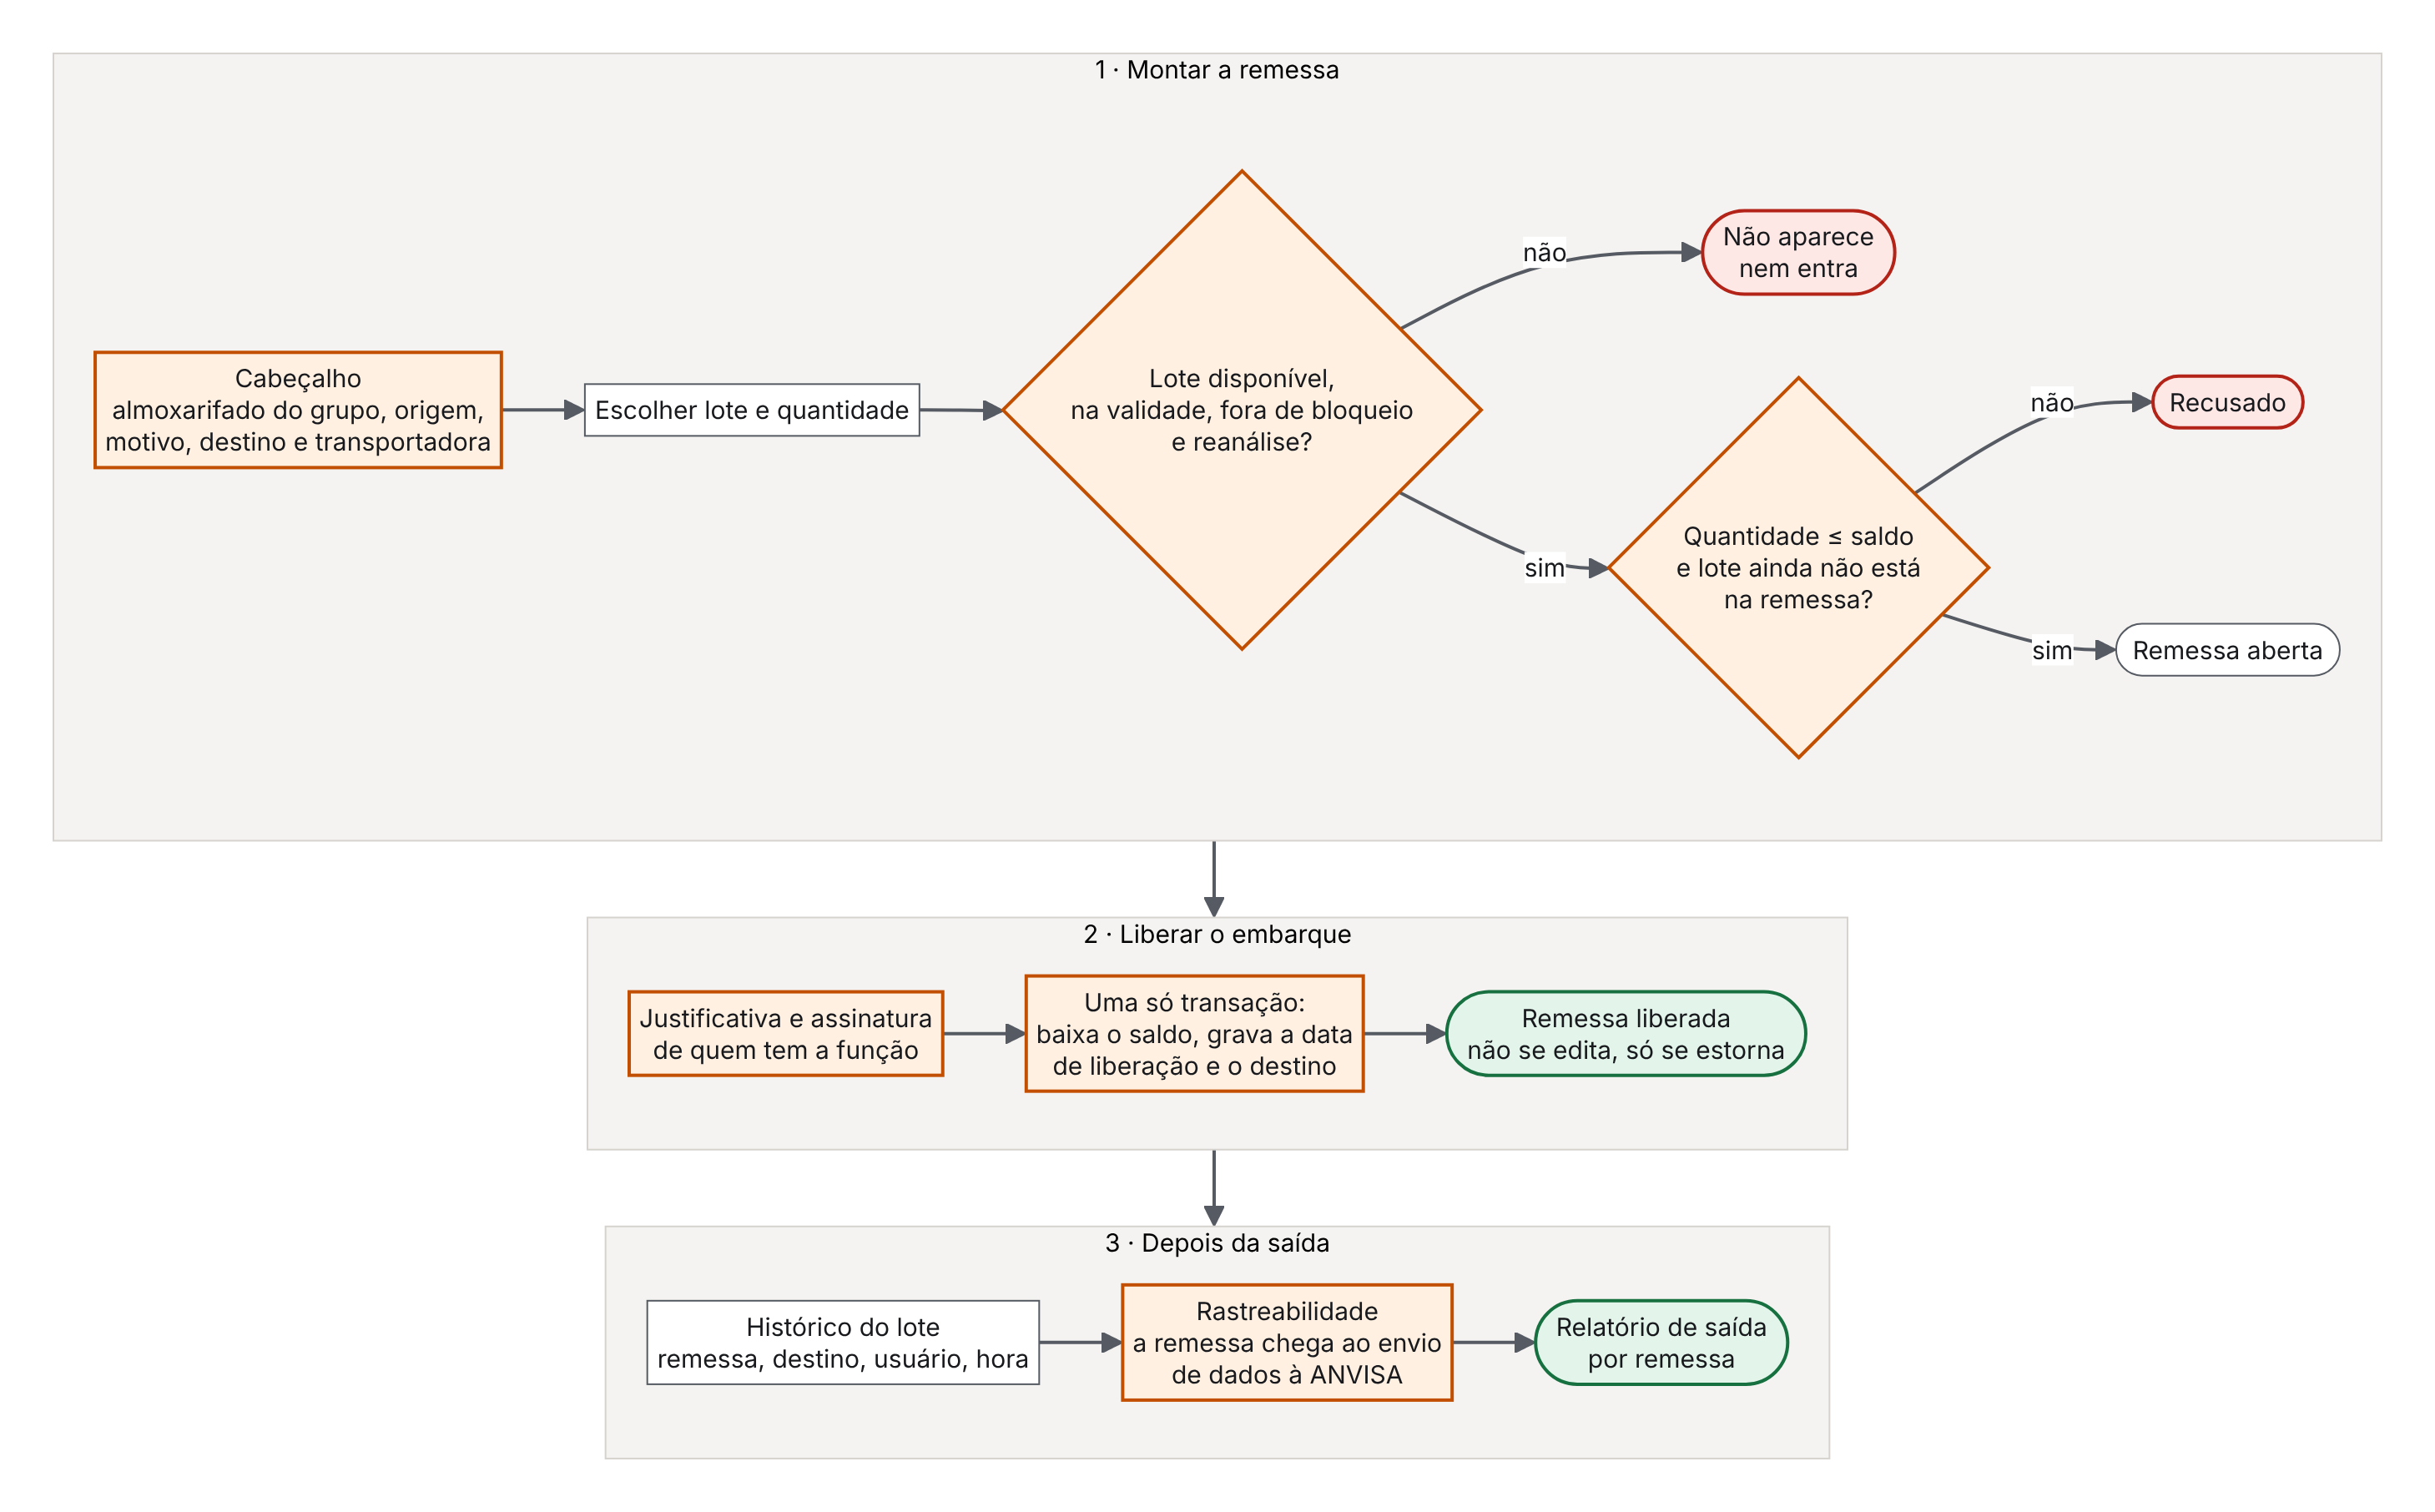 1 · Montar a remessa
Cabeçalho
almoxarifado do grupo, origem,
motivo, destino e transportadora
Escolher lote e quantidade
Lote disponível,
na validade, fora de bloqueio
e reanálise?
não
Não aparece
nem entra
sim
Quantidade ≤ saldo
e lote ainda não está
na remessa?
não
Recusado
sim
Remessa aberta
2 · Liberar o embarque
Justificativa e assinatura
de quem tem a função
Uma só transação:
baixa o saldo, grava a data
de liberação e o destino
Remessa liberada
não se edita, só se estorna
3 · Depois da saída
Histórico do lote
remessa, destino, usuário, hora
Rastreabilidade
a remessa chega ao envio
de dados à ANVISA
Relatório de saída
por remessa